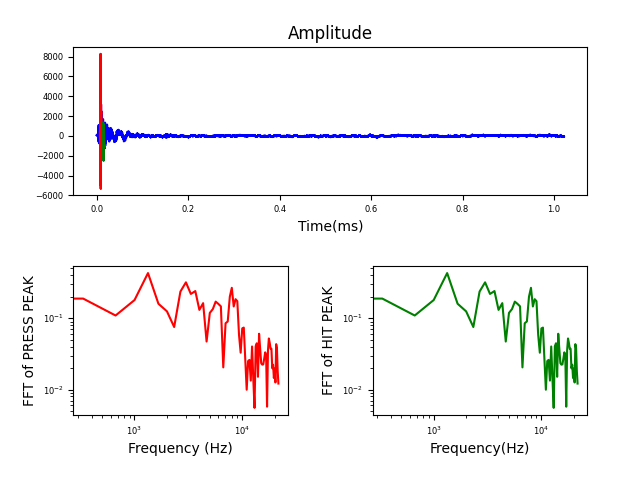 Amplitude
8000
6000
4000
2000
0
−2000
−4000
−6000
0.0 0.2 0.4 0.6 0.8 1.0
Time(ms)
FFT of PRESS PEAK
10⁻¹
10⁻²
10³ 10⁴
Frequency (Hz)
FFT of HIT PEAK
10⁻¹
10⁻²
10³ 10⁴
Frequency(Hz)